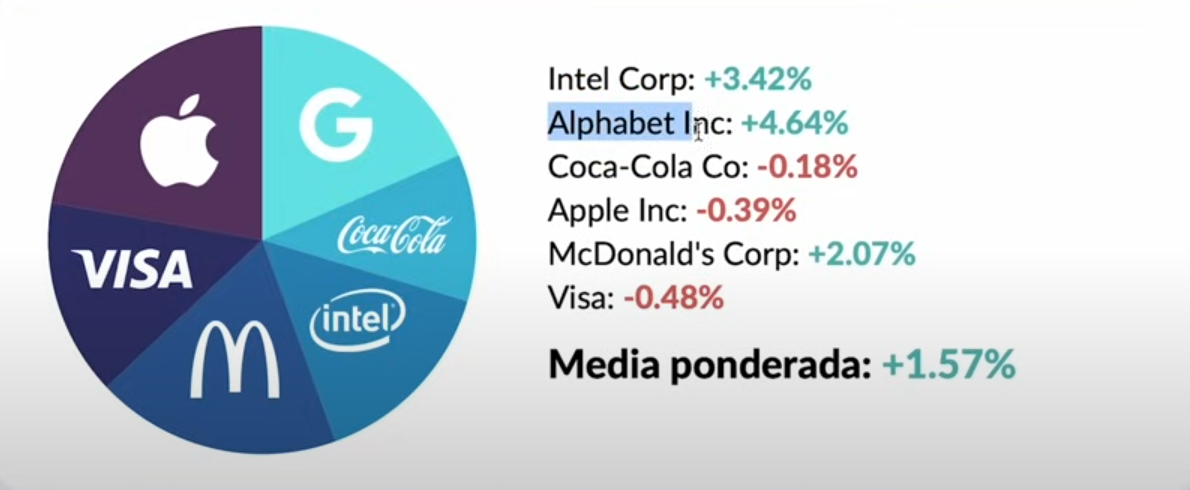 G
Coca-Cola
VISA
intel
M
Intel Corp: +3.42%
Alphabet Inc: +4.64%
Coca-Cola Co: -0.18%
Apple Inc: -0.39%
McDonald's Corp: +2.07%
Visa: -0.48%
Media ponderada: +1.57%